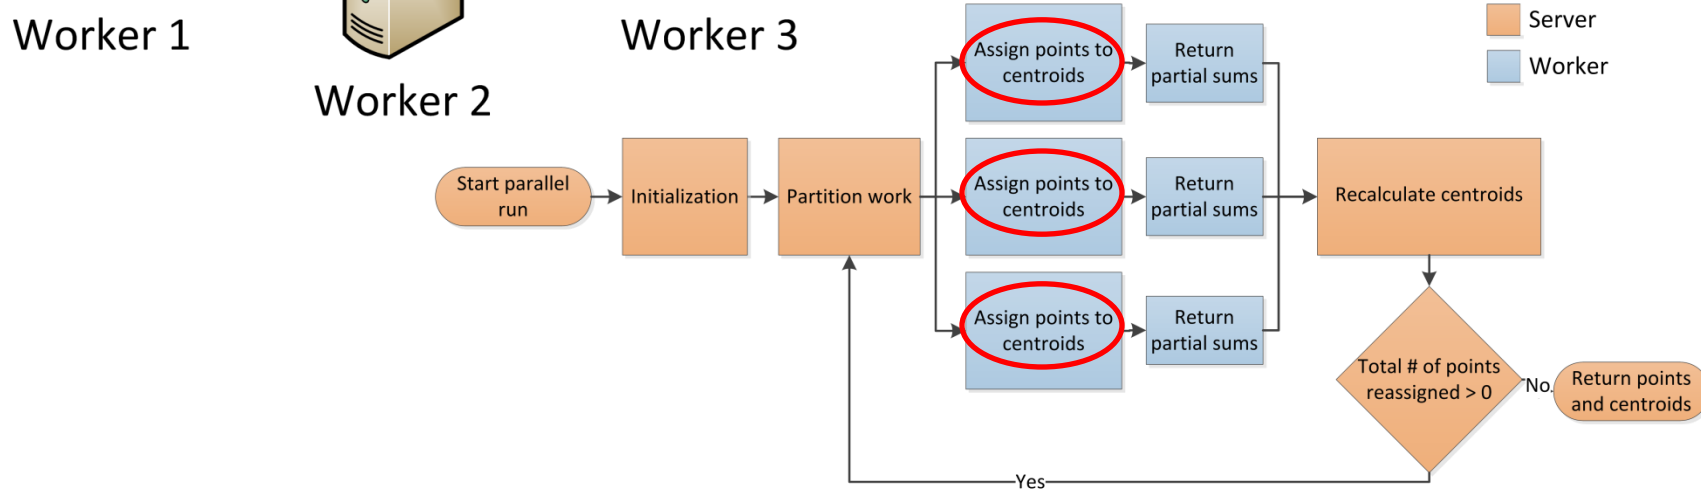 Worker 1
Worker 2
Worker 3
Server
Worker
Start parallel
run
Initialization
Partition work
Assign points to
centroids
Return
partial sums
Assign points to
centroids
Return
partial sums
Assign points to
centroids
Return
partial sums
Recalculate centroids
Total # of points
reassigned > 0
No
Return points
and centroids
Yes